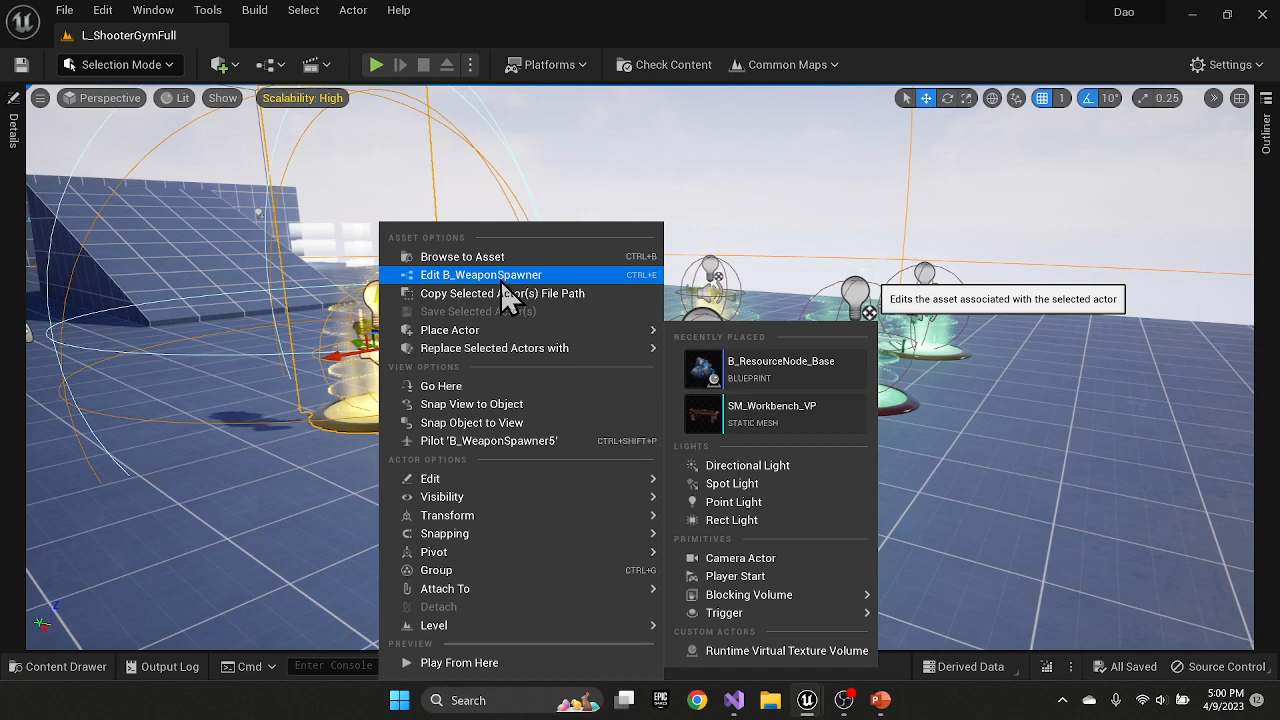 File Edit Window Tools Build Select Actor Help
Dao
L_ShooterGymFull
Selection Mode
Platforms
Check Content
Common Maps
Settings
Perspective
Lit
Show
Scalability: High
1
10°
0.25
Details
Outliner
ASSET OPTIONS
Browse to Asset CTRL+B
Edit B_WeaponSpawner CTRL+E
Edits the asset associated with the selected actor
Place Actor
Replace Selected Actors with
VIEW OPTIONS
Go Here
Snap View to Object
Snap Object to View
Pilot 'B_WeaponSpawner5' CTRL+SHIFT+P
ACTOR OPTIONS
Edit
Visibility
Transform
Snapping
Pivot
Group CTRL+G
Attach To
Detach
Level
PREVIEW
Play From Here
Copy Selected Actor(s) File Path
Save Selected Actor(s)
RECENTLY PLACED
B_ResourceNode_Base
BLUEPRINT
SM_Workbench_VP
STATIC MESH
LIGHTS
Directional Light
Spot Light
Point Light
Rect Light
PRIMITIVES
Camera Actor
Player Start
Blocking Volume
Trigger
CUSTOM ACTORS
Runtime Virtual Texture Volume
Z
Content Drawer
Output Log
Cmd
Enter Console
Derived Data
All Saved
Source Control
Search
EPIC GAMES
5:00 PM
4/9/2023
12